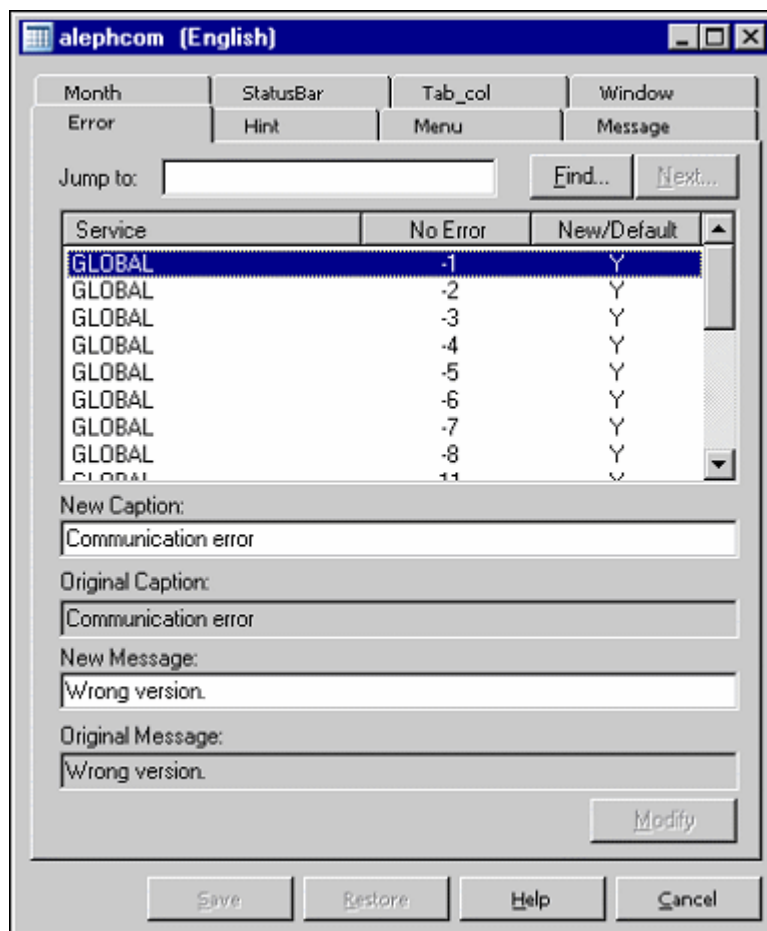 alephcom (English)
Month StatusBar Tab_col Window
Error Hint Menu Message
Jump to: Find... Next...
Service No Error New/Default
GLOBAL -1 Y
GLOBAL -2 Y
GLOBAL -3 Y
GLOBAL -4 Y
GLOBAL -5 Y
GLOBAL -6 Y
GLOBAL -7 Y
GLOBAL -8 Y
GLOBAL -11 Y
New Caption:
Communication error
Original Caption:
Communication error
New Message:
Wrong version.
Original Message:
Wrong version.
Modify
Save Restore Help Cancel